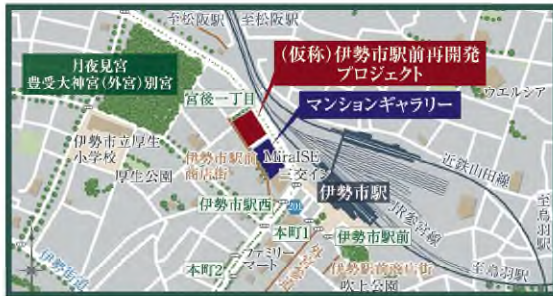 至松阪駅
至松阪駅
月夜見宮
豊受大神宮(外宮)別宮
(仮称)伊勢市駅前再開発
プロジェクト
マンションギャラリー
宮後一丁目
ウエルシア
伊勢市立厚生
小学校
厚生公園
伊勢市駅前
商店街
MiraISE
三交イン
伊勢市駅
近鉄山田線
JR参宮線
至鳥羽駅
伊勢市駅西
本町1
伊勢市駅前
ファミリー
マート
本町2
外宮参道
伊勢街道
吹上公園
至鳥羽駅